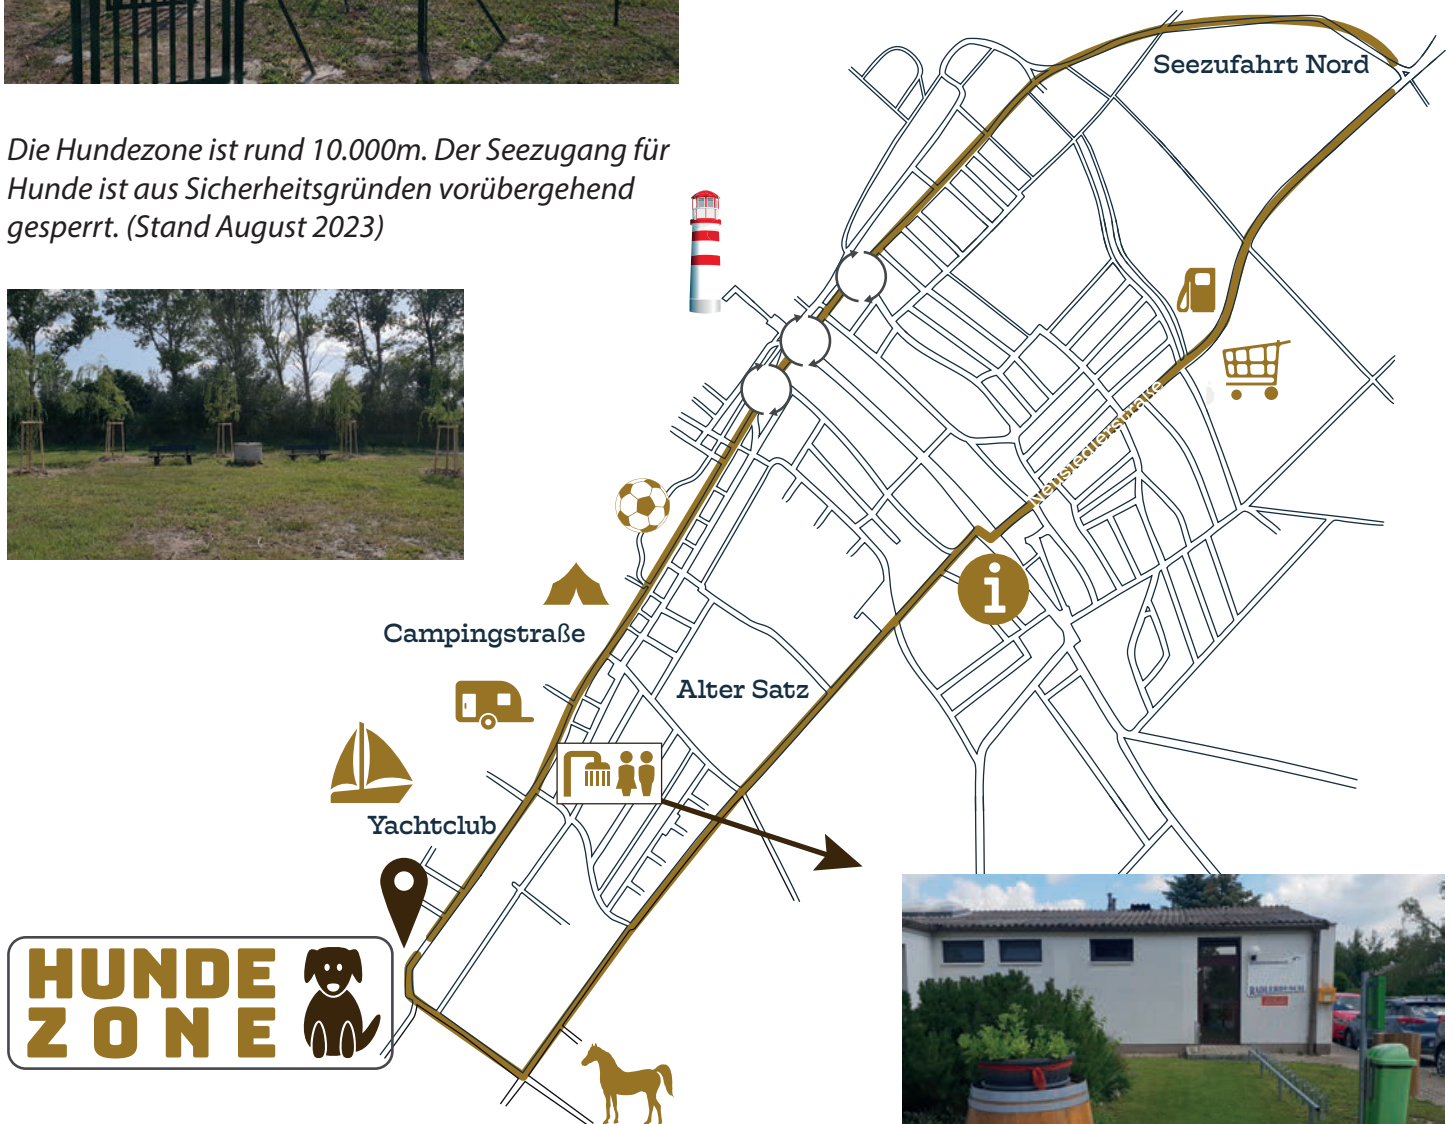 Die Hundezone ist rund 10.000m. Der Seezugang für
Hunde ist aus Sicherheitsgründen vorübergehend
gesperrt. (Stand August 2023)
Seezufahrt Nord
Neusiedlerstraße
Campingstraße
Alter Satz
Yachtclub
HUNDE
ZONE
RADLERDUSCH